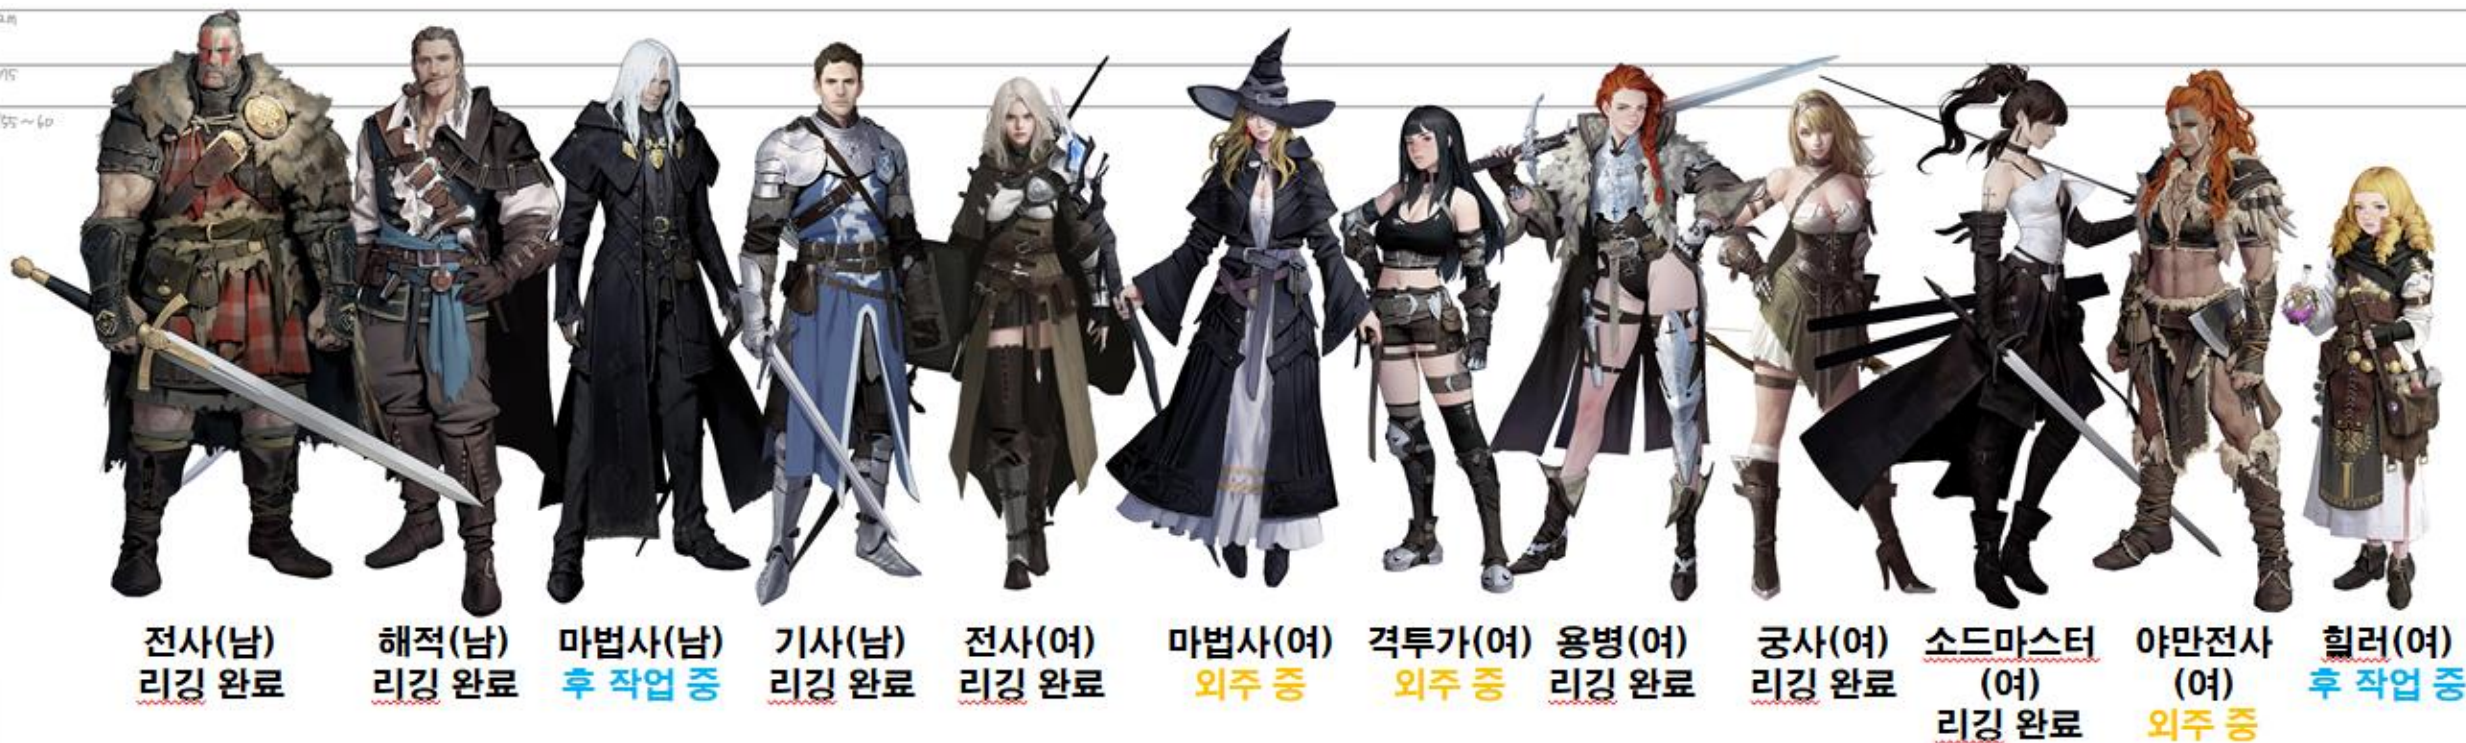 55~60
전사(남)
리깅 완료
해적(남)
리깅 완료
마법사(남)
후 작업 중
기사(남)
리깅 완료
전사(여)
리깅 완료
마법사(여)
외주 중
격투가(여)
외주 중
용병(여)
리깅 완료
궁사(여)
리깅 완료
소드마스터
(여)
리깅 완료
야만전사
(여)
외주 중
힐러(여)
후 작업 중